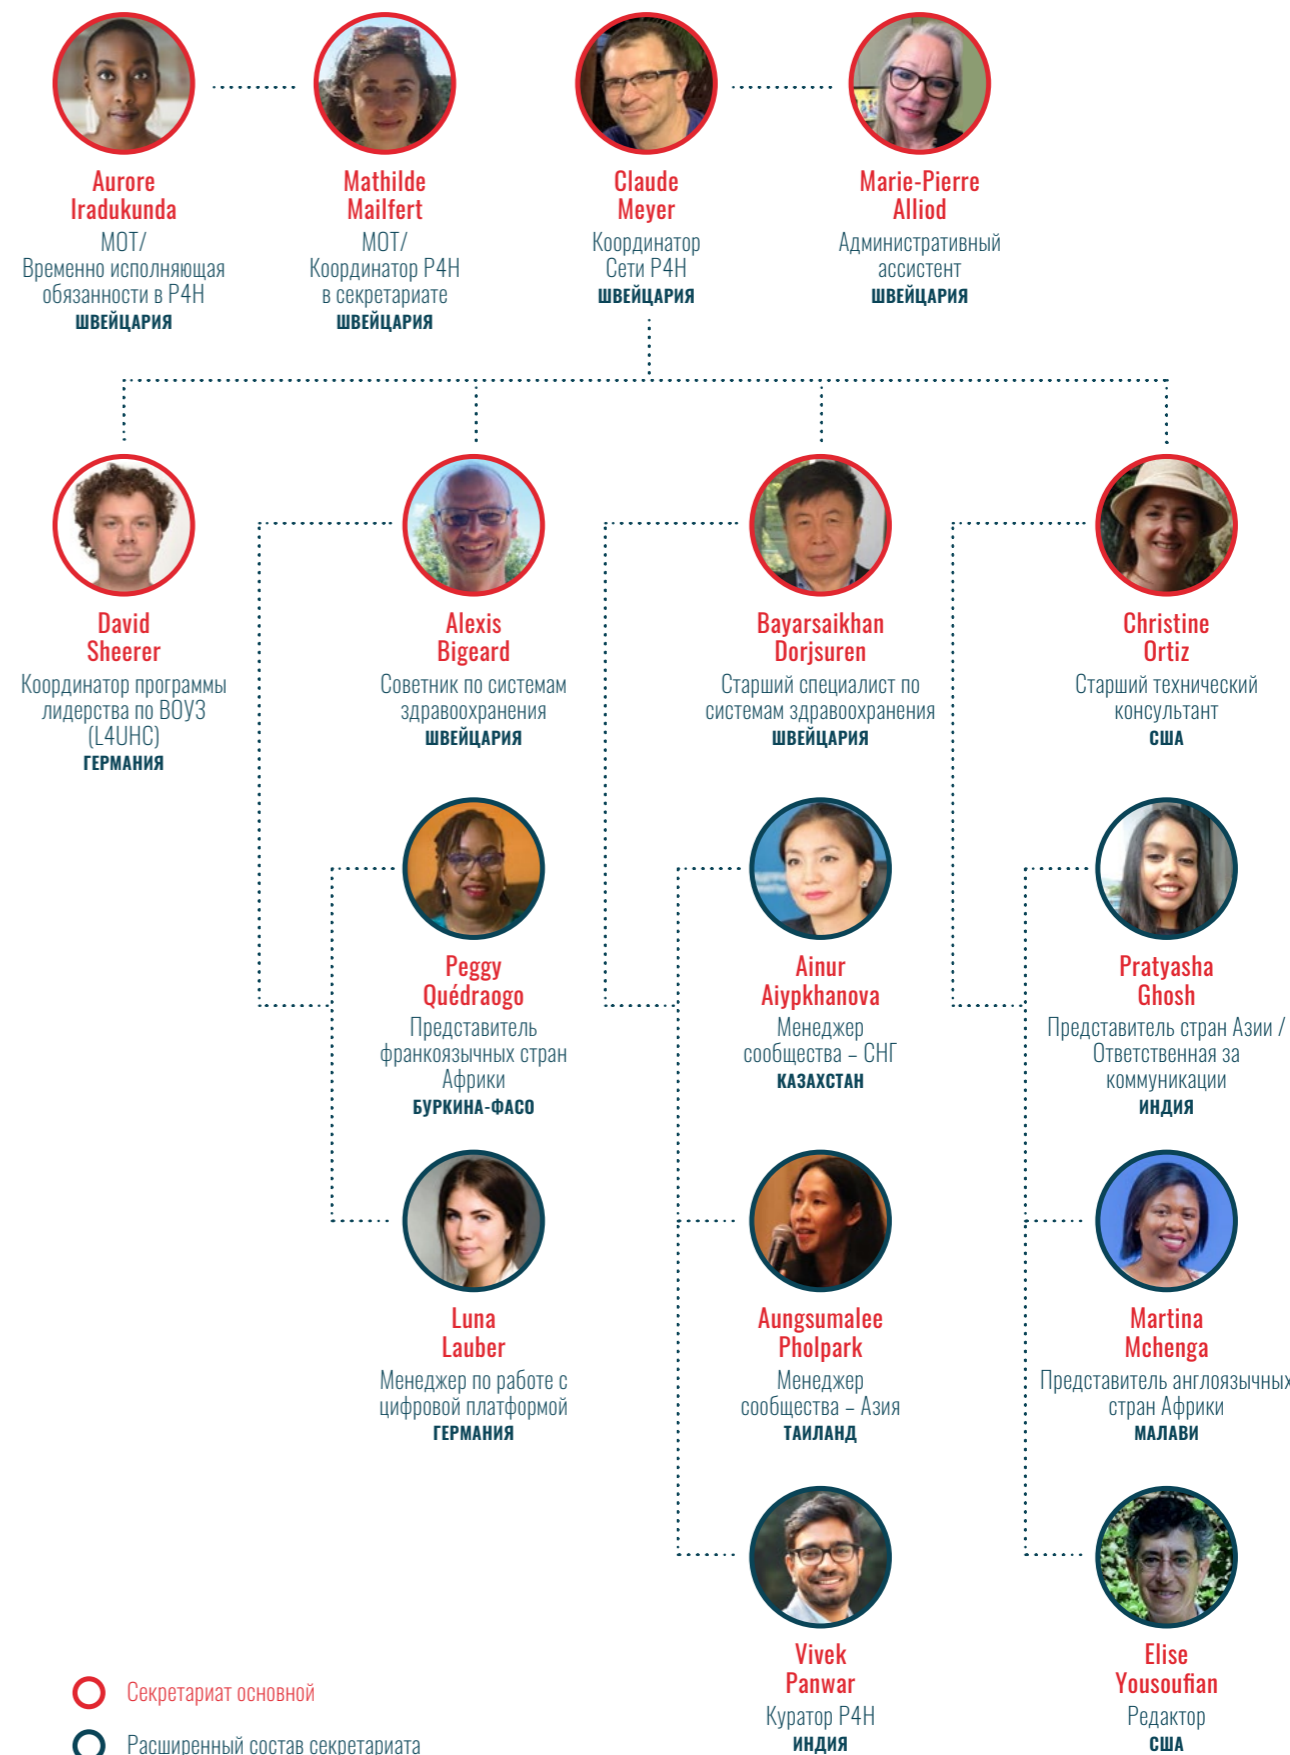 Aurore
Iradukunda
МОТ/
Временно исполняющая
обязанности в P4H
ШВЕЙЦАРИЯ
Mathilde
Mailfert
МОТ/
Координатор P4H
в секретариате
ШВЕЙЦАРИЯ
Claude
Meyer
Координатор
Сети P4H
ШВЕЙЦАРИЯ
Marie-Pierre
Alliod
Административный
ассистент
ШВЕЙЦАРИЯ
David
Sheerer
Координатор программы
лидерства по ВОУЗ
(L4UHC)
ГЕРМАНИЯ
Alexis
Bigeard
Советник по системам
здравоохранения
ШВЕЙЦАРИЯ
Bayarsaikhan
Dorjsuren
Старший специалист по
системам здравоохранения
ШВЕЙЦАРИЯ
Christine
Ortiz
Старший технический
консультант
США
Peggy
Quédraogo
Представитель
франкоязычных стран
Африки
БУРКИНА-ФАСО
Ainur
Aiypkhanova
Менеджер
сообщества – СНГ
КАЗАХСТАН
Pratyasha
Ghosh
Представитель стран Азии /
Ответственная за
коммуникации
ИНДИЯ
Luna
Lauber
Менеджер по работе с
цифровой платформой
ГЕРМАНИЯ
Aungsumalee
Pholpark
Менеджер
сообщества – Азия
ТАИЛАНД
Martina
Mchenga
Представитель англоязычных
стран Африки
МАЛАВИ
Vivek
Panwar
Куратор P4H
ИНДИЯ
Elise
Yousoufian
Редактор
США
Секретариат основной
Расширенный состав секретариата